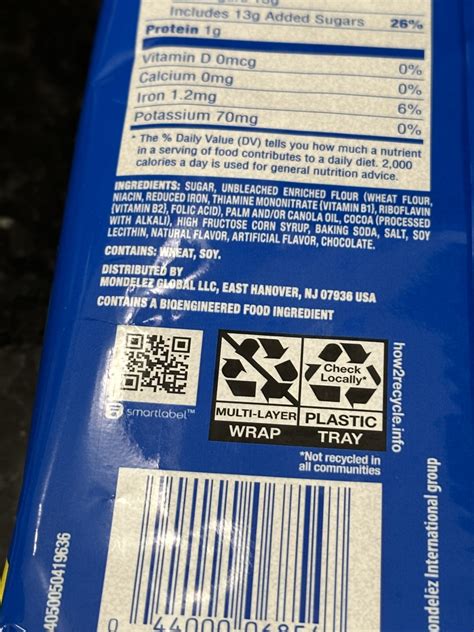 Includes 13g Added Sugars 26%
Protein 1g
Vitamin D 0mcg 0%
Calcium 0mg 0%
Iron 1.2mg 6%
Potassium 70mg 0%
* The % Daily Value (DV) tells you how much a nutrient
in a serving of food contributes to a daily diet. 2,000
calories a day is used for general nutrition advice.
INGREDIENTS: SUGAR, UNBLEACHED ENRICHED FLOUR (WHEAT FLOUR,
NIACIN, REDUCED IRON, THIAMINE MONONITRATE {VITAMIN B1}, RIBOFLAVIN
{VITAMIN B2}, FOLIC ACID), PALM AND/OR CANOLA OIL, COCOA (PROCESSED
WITH ALKALI), HIGH FRUCTOSE CORN SYRUP, BAKING SODA, SALT, SOY
LECITHIN, NATURAL FLAVOR, ARTIFICIAL FLAVOR, CHOCOLATE.
CONTAINS: WHEAT, SOY.
DISTRIBUTED BY
MONDELEZ GLOBAL LLC, EAST HANOVER, NJ 07936 USA
CONTAINS A BIOENGINEERED FOOD INGREDIENT
smartlabel™
Check
Locally*
MULTI-LAYER PLASTIC
WRAP TRAY
*Not recycled in
all communities
how2recycle.info
ondelēz International group
4050050419636
0 44000 06854